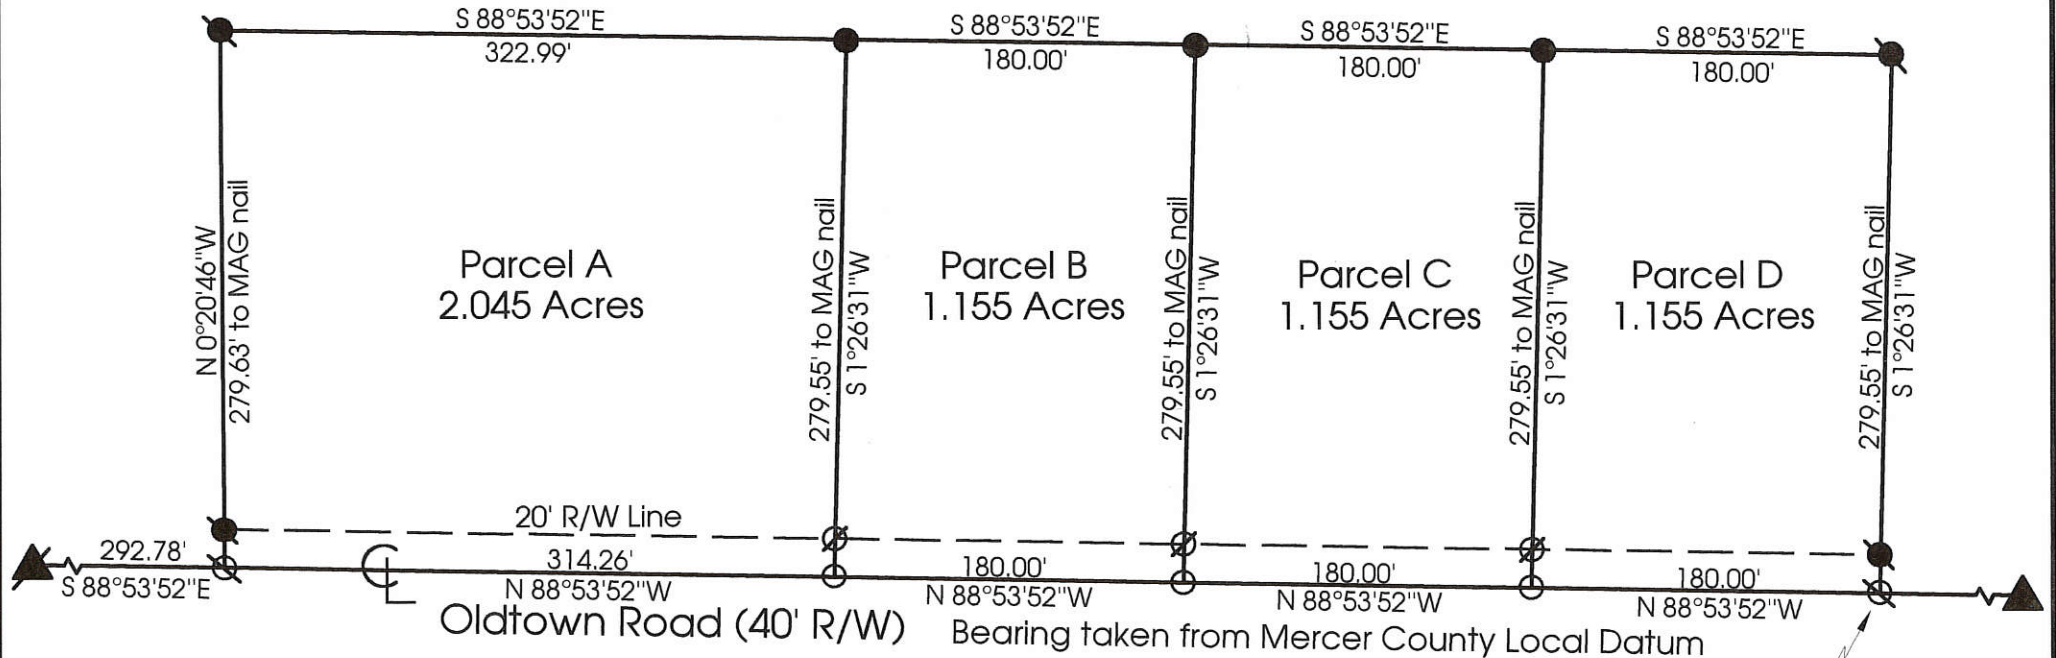 S 88°53'52"E
322.99'
S 88°53'52"E
180.00'
S 88°53'52"E
180.00'
S 88°53'52"E
180.00'
N 0°20'46"W
279.63' to MAG nail
Parcel A
2.045 Acres
279.55' to MAG nail
S 1°26'31"W
Parcel B
1.155 Acres
279.55' to MAG nail
S 1°26'31"W
Parcel C
1.155 Acres
279.55' to MAG nail
S 1°26'31"W
Parcel D
1.155 Acres
279.55' to MAG nail
S 1°26'31"W
20' R/W Line
292.78'
S 88°53'52"E
CL
314.26'
N 88°53'52"W
180.00'
N 88°53'52"W
180.00'
N 88°53'52"W
180.00'
N 88°53'52"W
Oldtown Road (40' R/W)
Bearing taken from Mercer County Local Datum